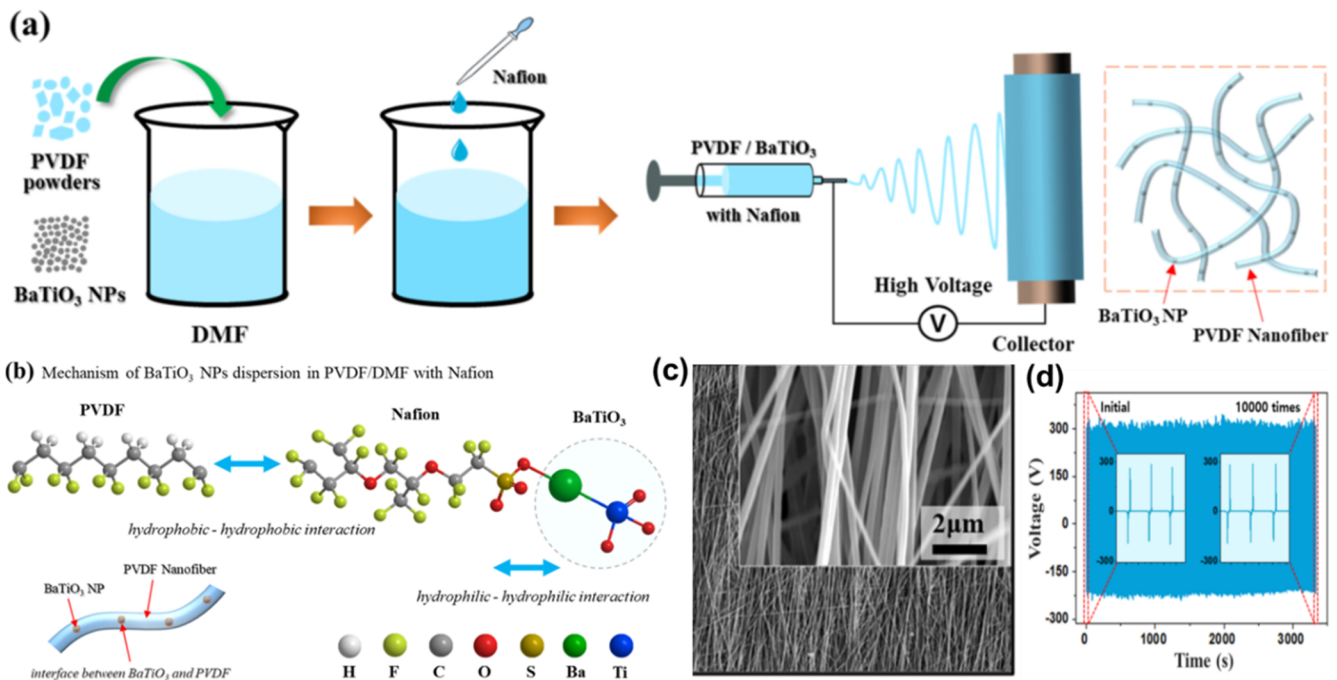 (a)
Nafion
PVDF
powders
BaTiO₃ NPs
DMF
PVDF / BaTiO₃
with Nafion
High Voltage
V
Collector
BaTiO₃ NP
PVDF Nanofiber
(b) Mechanism of BaTiO₃ NPs dispersion in PVDF/DMF with Nafion
PVDF
Nafion
BaTiO₃
hydrophobic - hydrophobic interaction
hydrophilic - hydrophilic interaction
BaTiO₃ NP
PVDF Nanofiber
interface between BaTiO₃ and PVDF
H F C O S Ba Ti
(c)
2μm
(d)
Initial 10000 times
Voltage (V)
300
150
0
-150
-300
300
0
-300
300
0
-300
0 1000 2000 3000
Time (s)